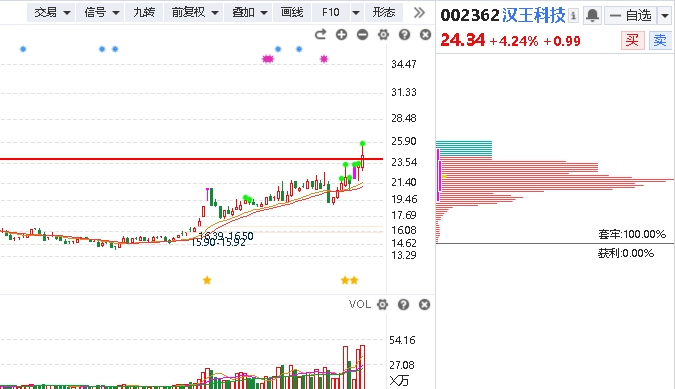 交易 信号 九转 前复权 叠加 画线 F10 形态
002362 汉王科技 自选
24.34 +4.24% +0.99 买 卖
34.47
31.33
28.48
25.90
23.54
21.40
19.46
17.69
16.08
14.62
13.29
16.39-16.50
15.90-15.92
套牢:100.00%
获利:0.00%
VOL
54.16
27.08
X万